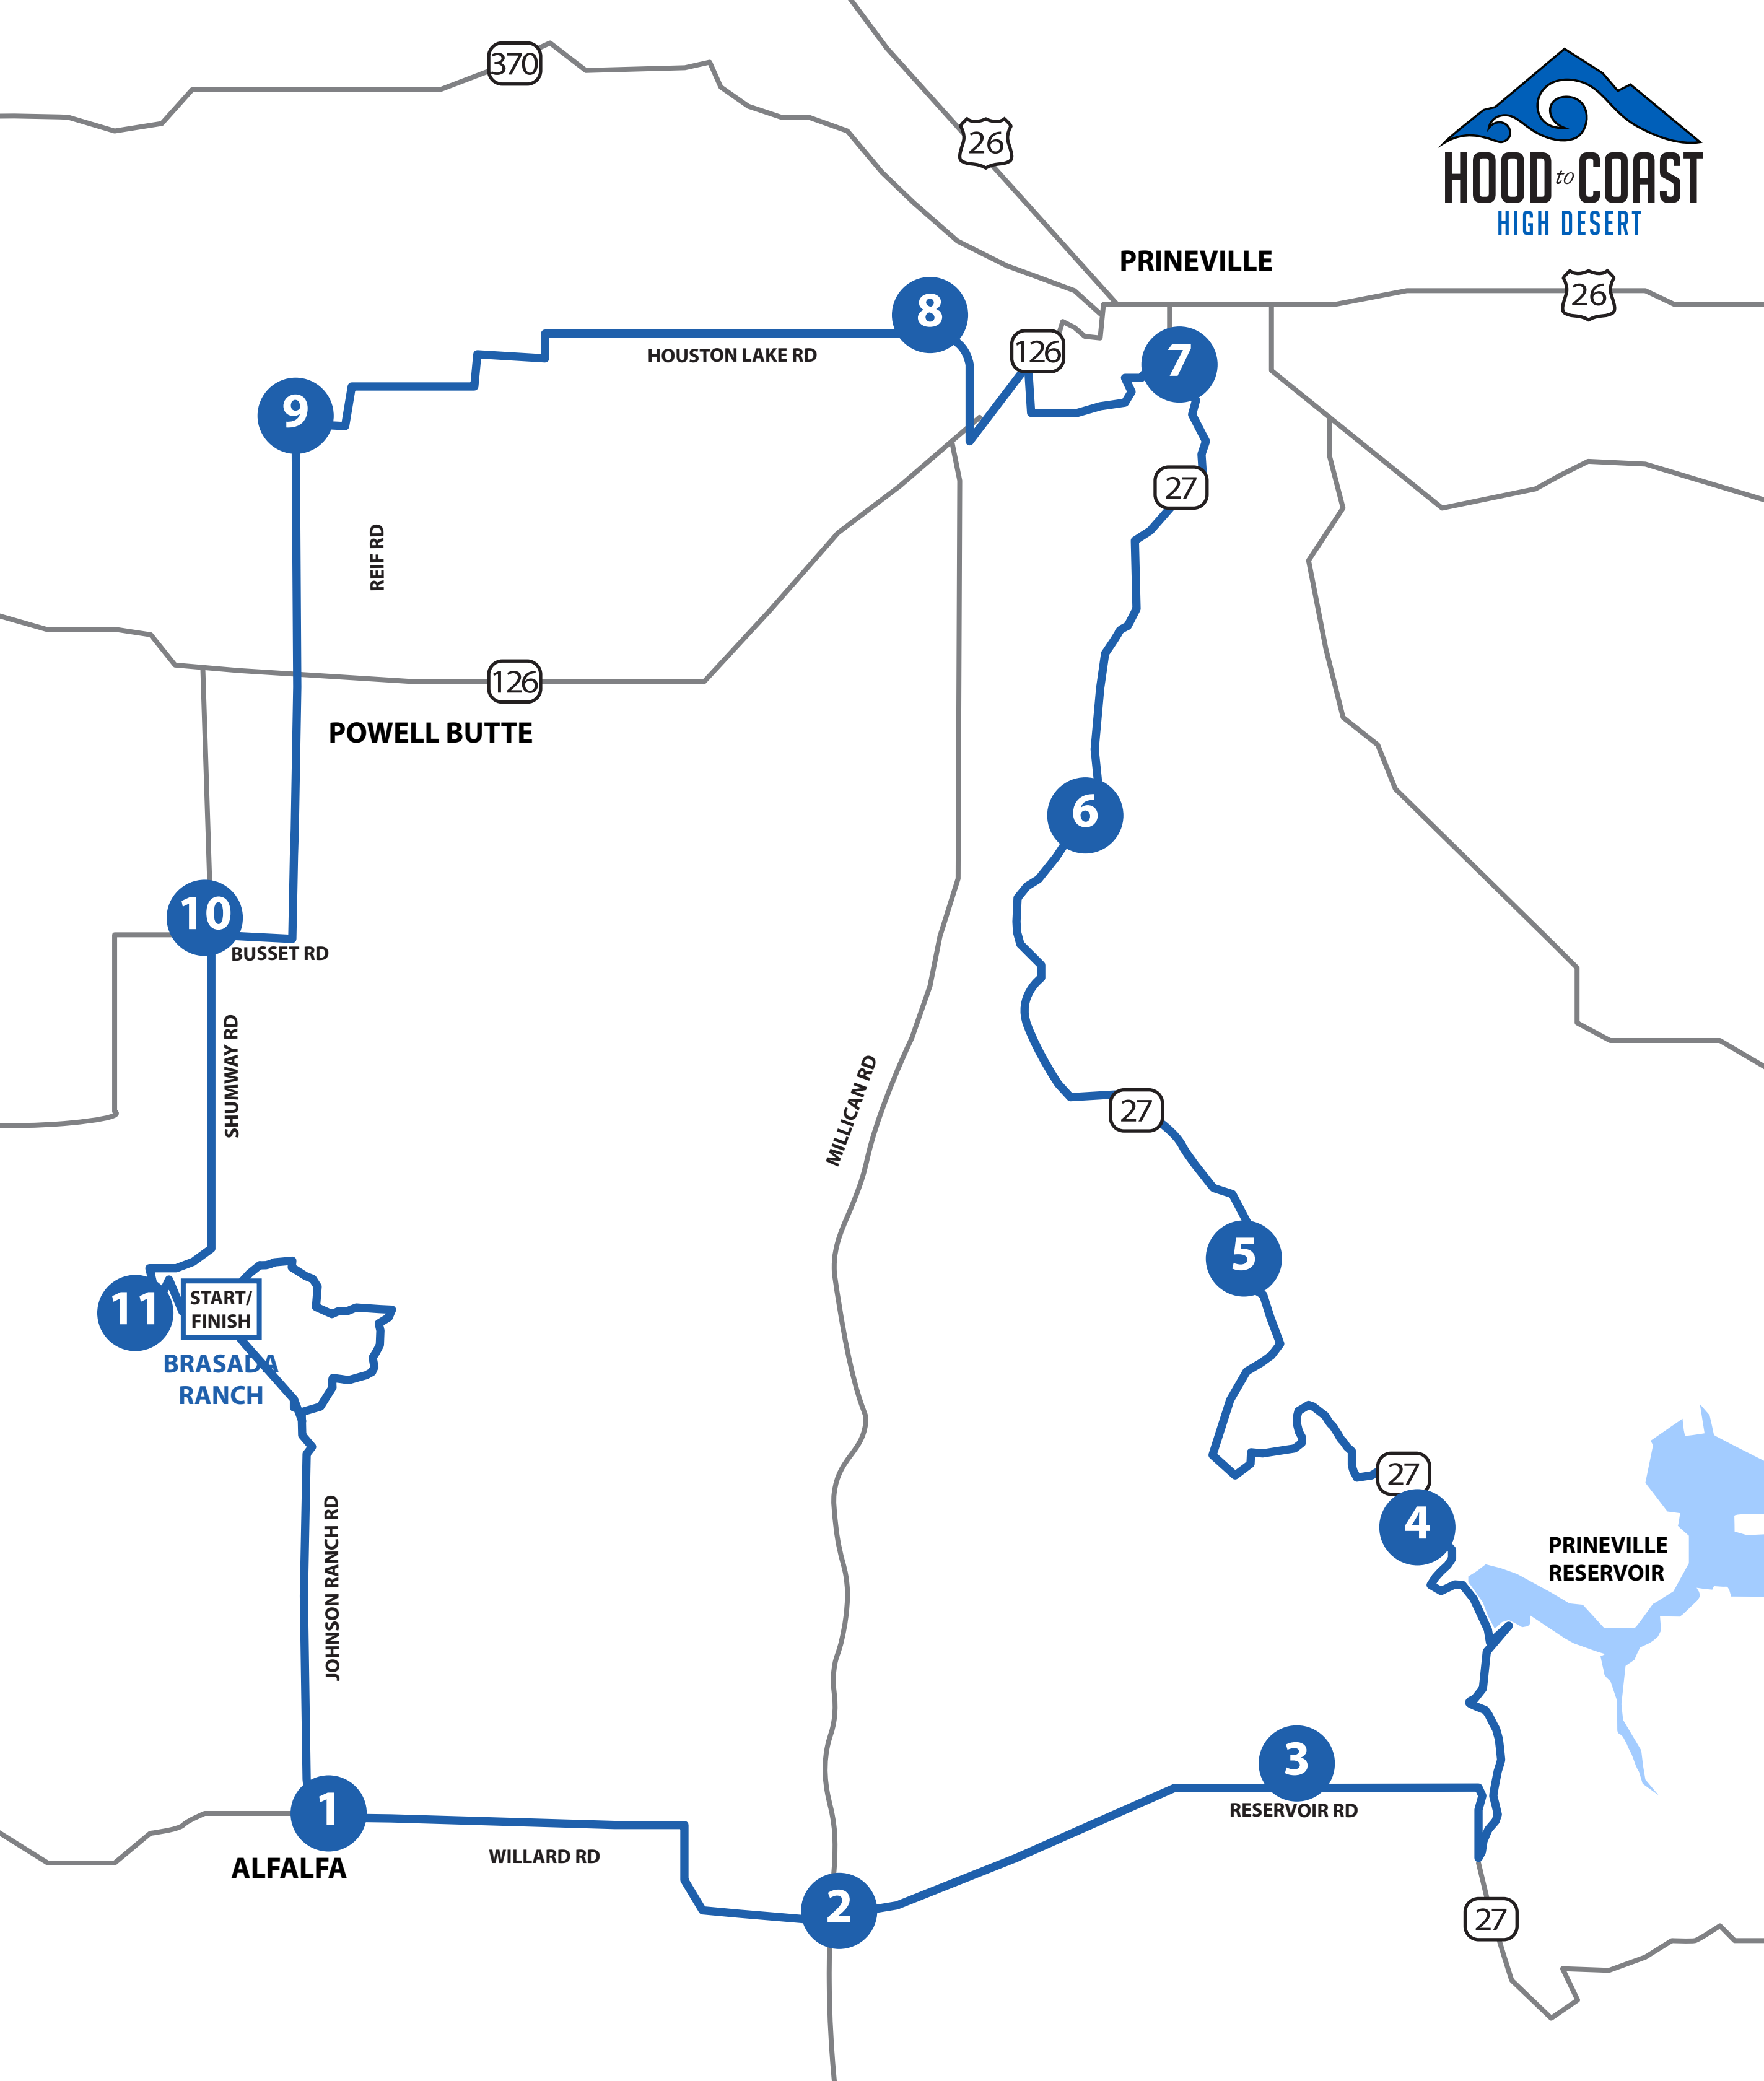 370
26
HOOD to COAST
HIGH DESERT
PRINEVILLE
26
8
126
7
HOUSTON LAKE RD
9
27
REIF RD
126
POWELL BUTTE
6
10
BUSSET RD
SHUMWAY RD
MILLICAN RD
27
5
11
START/
FINISH
BRASADA
RANCH
27
4
JOHNSON RANCH RD
PRINEVILLE
RESERVOIR
3
RESERVOIR RD
1
ALFALFA
WILLARD RD
2
27